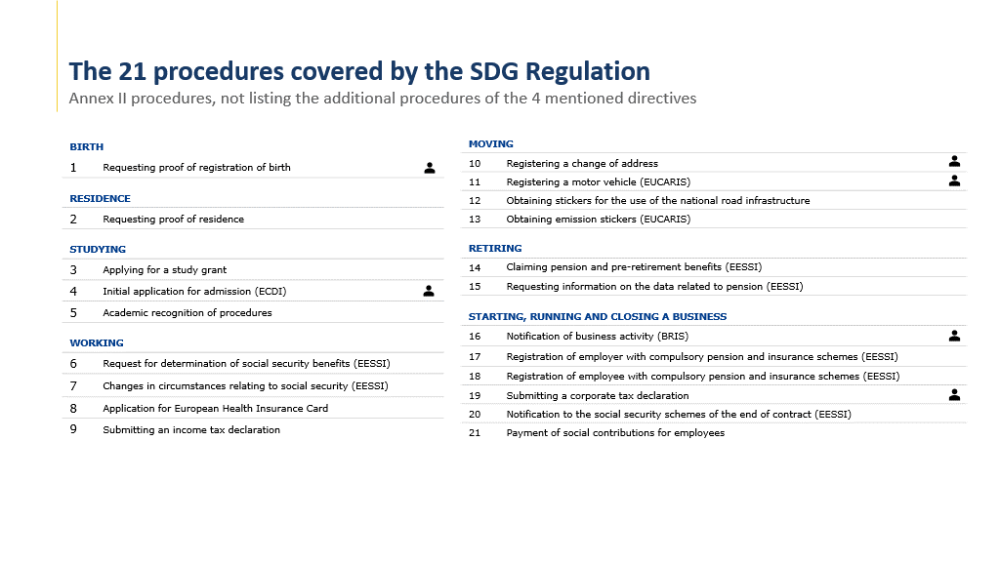 The 21 procedures covered by the SDG Regulation
Annex II procedures, not listing the additional procedures of the 4 mentioned directives
BIRTH
1 Requesting proof of registration of birth
RESIDENCE
2 Requesting proof of residence
STUDYING
3 Applying for a study grant
4 Initial application for admission (ECDI)
5 Academic recognition of procedures
WORKING
6 Request for determination of social security benefits (EESSI)
7 Changes in circumstances relating to social security (EESSI)
8 Application for European Health Insurance Card
9 Submitting an income tax declaration
MOVING
10 Registering a change of address
11 Registering a motor vehicle (EUCARIS)
12 Obtaining stickers for the use of the national road infrastructure
13 Obtaining emission stickers (EUCARIS)
RETIRING
14 Claiming pension and pre-retirement benefits (EESSI)
15 Requesting information on the data related to pension (EESSI)
STARTING, RUNNING AND CLOSING A BUSINESS
16 Notification of business activity (BRIS)
17 Registration of employer with compulsory pension and insurance schemes (EESSI)
18 Registration of employee with compulsory pension and insurance schemes (EESSI)
19 Submitting a corporate tax declaration
20 Notification to the social security schemes of the end of contract (EESSI)
21 Payment of social contributions for employees